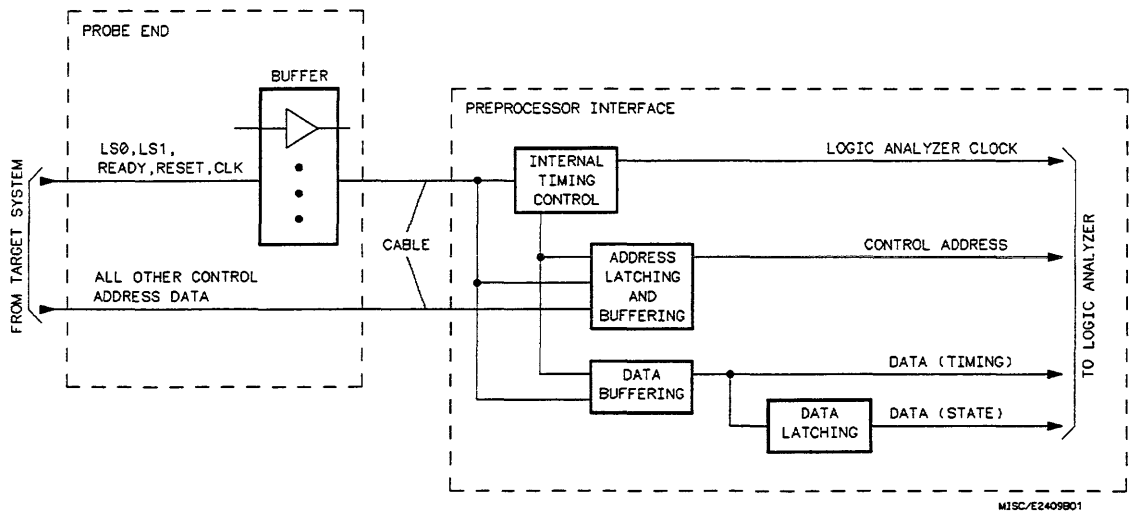 PROBE END
BUFFER
LS0,LS1,
READY,RESET,CLK
FROM TARGET SYSTEM
CABLE
ALL OTHER CONTROL
ADDRESS DATA
PREPROCESSOR INTERFACE
INTERNAL
TIMING
CONTROL
LOGIC ANALYZER CLOCK
ADDRESS
LATCHING
AND
BUFFERING
CONTROL ADDRESS
DATA
BUFFERING
DATA (TIMING)
DATA
LATCHING
DATA (STATE)
TO LOGIC ANALYZER
MISC/E2409B01